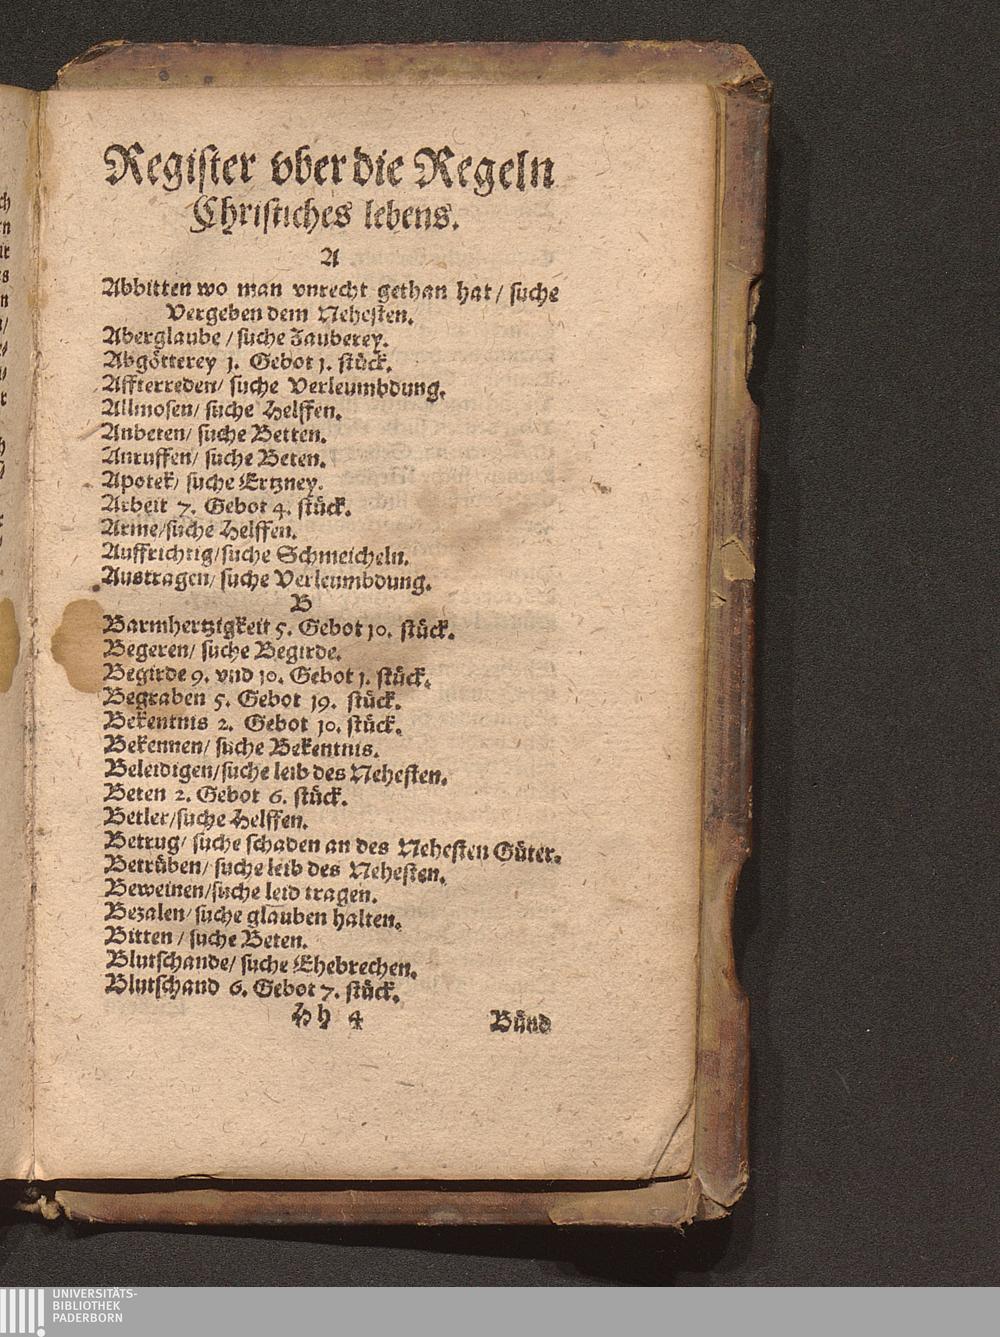 Register vber die Regeln
Christiches lebens.
A
Abbitten wo man vnrecht gethan hat / suche
Vergeben dem Nehesten.
Aberglaube / suche Zauberey.
Abgötterey 1. Gebot 1. stück.
Affterreden / suche Verleumbdung.
Allmosen / suche Helffen.
Anbeten / suche Betten.
Anruffen / suche Beten.
Apotek / suche Ertzney.
Arbeit 7. Gebot 4. stück.
Arme / suche Helffen.
Auffrichtig / suche Schmeicheln.
Austragen / suche Verleumbdung.
B
Barmhertzigkeit 5. Gebot 10. stück.
Begeren / suche Begirde.
Begirde 9. vnd 10. Gebot 1. stück.
Begraben 5. Gebot 19. stück.
Bekentnis 2. Gebot 10. stück.
Bekennen / suche Bekentnis.
Beleidigen / suche leib des Nehesten.
Beten 2. Gebot 6. stück.
Betler / suche Helffen.
Betrug / suche schaden an des Nehesten Güter.
Betrüben / suche leib des Nehesten.
Beweinen / suche leid tragen.
Bezalen / suche glauben halten.
Bitten / suche Beten.
Blutschande / suche Ehebrechen.
Blutschand 6. Gebot 7. stück.
Hh 4 Bünd
UNIVERSITÄTS-
BIBLIOTHEK
PADERBORN